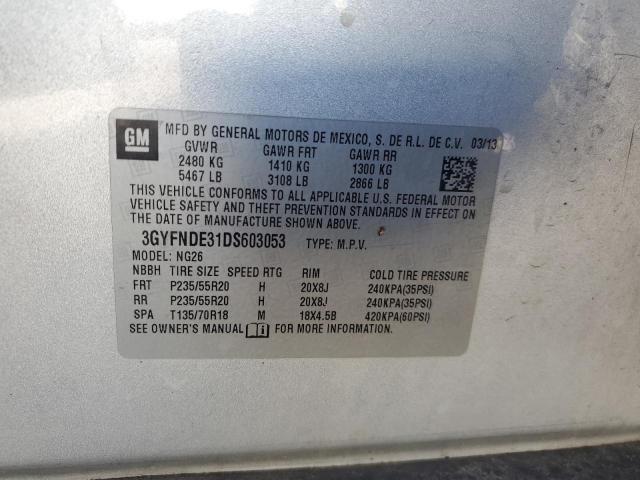 GM MFD BY GENERAL MOTORS DE MEXICO, S. DE R.L. DE C.V. 03/13
GVWR GAWR FRT GAWR RR
2480 KG 1410 KG 1300 KG
5467 LB 3108 LB 2866 LB
THIS VEHICLE CONFORMS TO ALL APPLICABLE U.S. FEDERAL MOTOR
VEHICLE SAFETY AND THEFT PREVENTION STANDARDS IN EFFECT ON
THE DATE OF MANUFACTURE SHOWN ABOVE.
3GYFNDE31DS603053 TYPE: M.P.V.
MODEL: NG26
NBBH TIRE SIZE SPEED RTG RIM COLD TIRE PRESSURE
FRT P235/55R20 H 20X8J 240KPA(35PSI)
RR P235/55R20 H 20X8J 240KPA(35PSI)
SPA T135/70R18 M 18X4.5B 420KPA(60PSI)
SEE OWNER'S MANUAL FOR MORE INFORMATION.